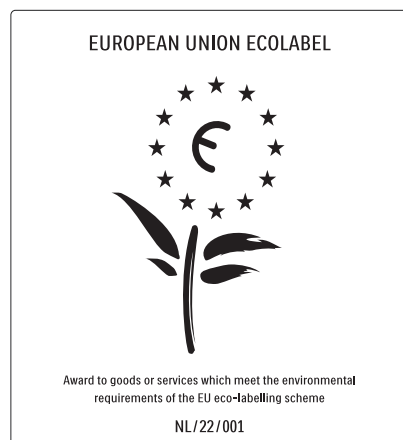 EUROPEAN UNION ECOLABEL
€
Award to goods or services which meet the environmental
requirements of the EU eco-labelling scheme
NL/22/001